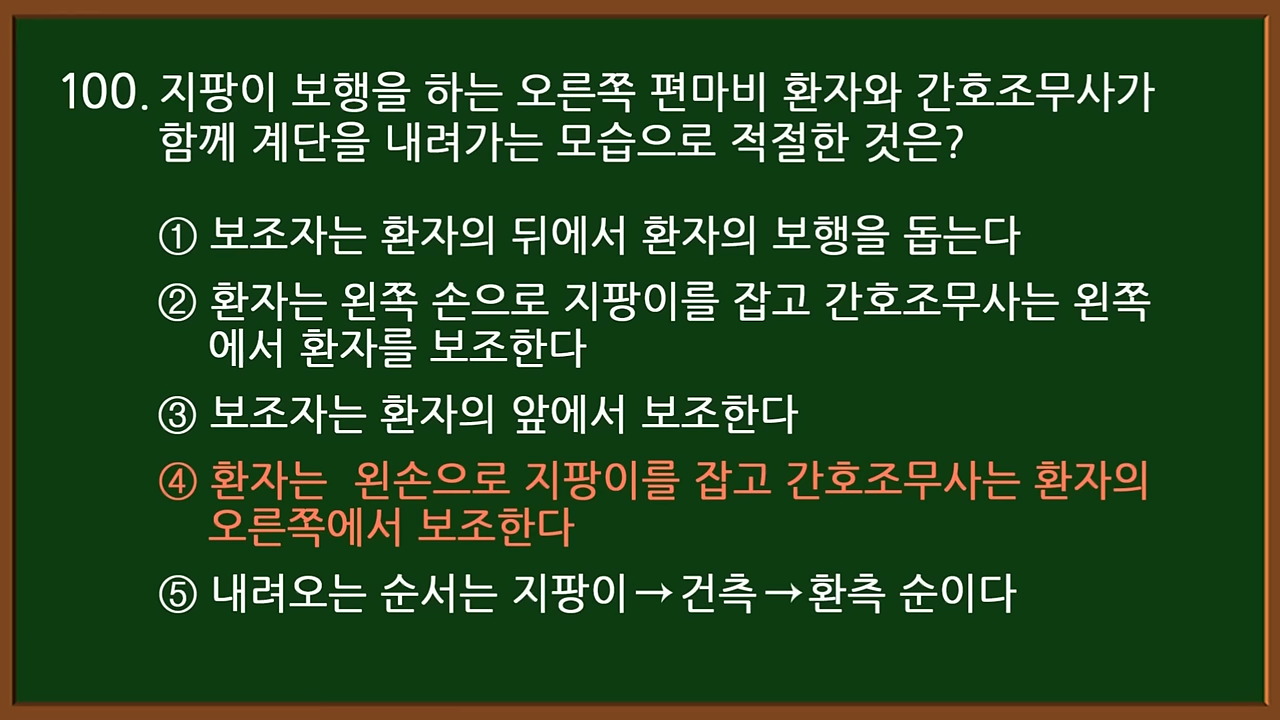 100. 지팡이 보행을 하는 오른쪽 편마비 환자와 간호조무사가
함께 계단을 내려가는 모습으로 적절한 것은?
① 보조자는 환자의 뒤에서 환자의 보행을 돕는다
② 환자는 왼쪽 손으로 지팡이를 잡고 간호조무사는 왼쪽
에서 환자를 보조한다
③ 보조자는 환자의 앞에서 보조한다
④ 환자는 왼손으로 지팡이를 잡고 간호조무사는 환자의
오른쪽에서 보조한다
⑤ 내려오는 순서는 지팡이→건측→환측 순이다